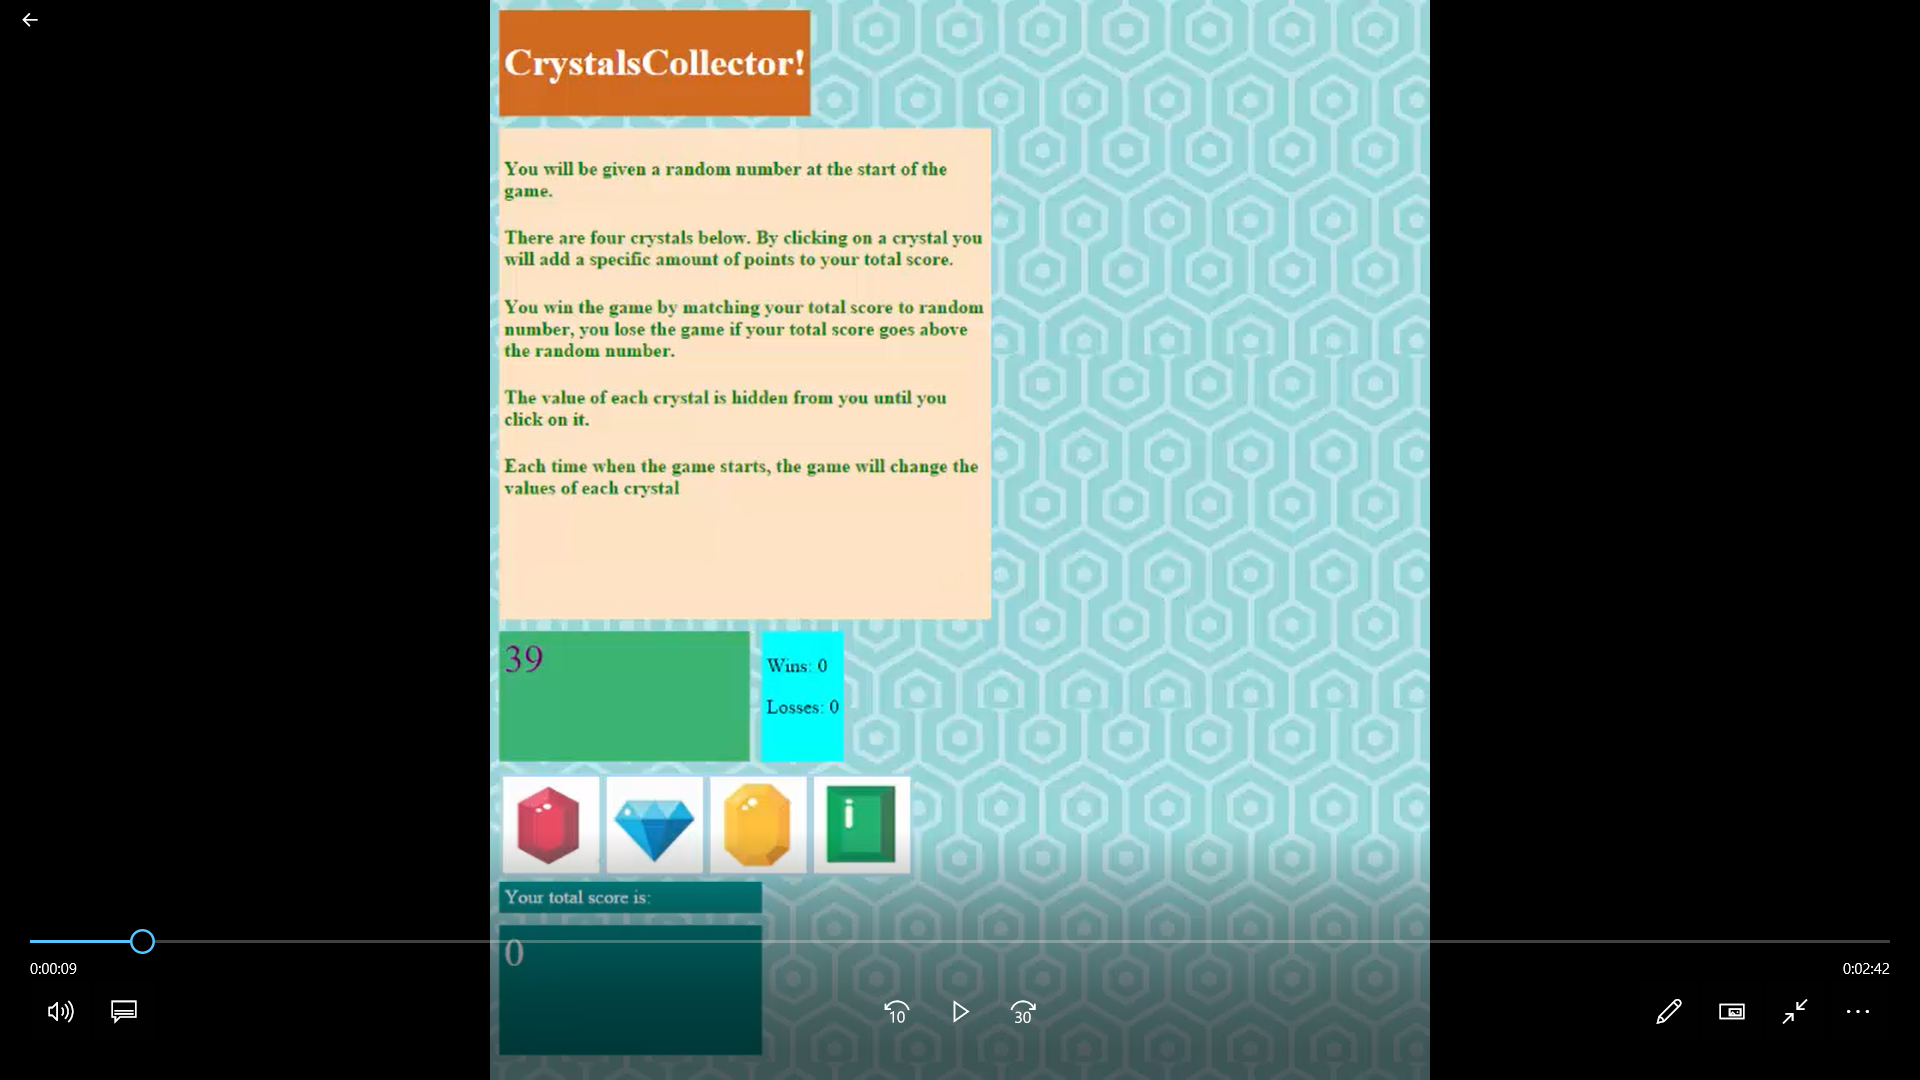 CrystalsCollector!
You will be given a random number at the start of the
game.
There are four crystals below. By clicking on a crystal you
will add a specific amount of points to your total score.
You win the game by matching your total score to random
number, you lose the game if your total score goes above
the random number.
The value of each crystal is hidden from you until you
click on it.
Each time when the game starts, the game will change the
values of each crystal
39
Wins: 0
Losses: 0
Your total score is:
0
0:00:09
0:02:42
10
30